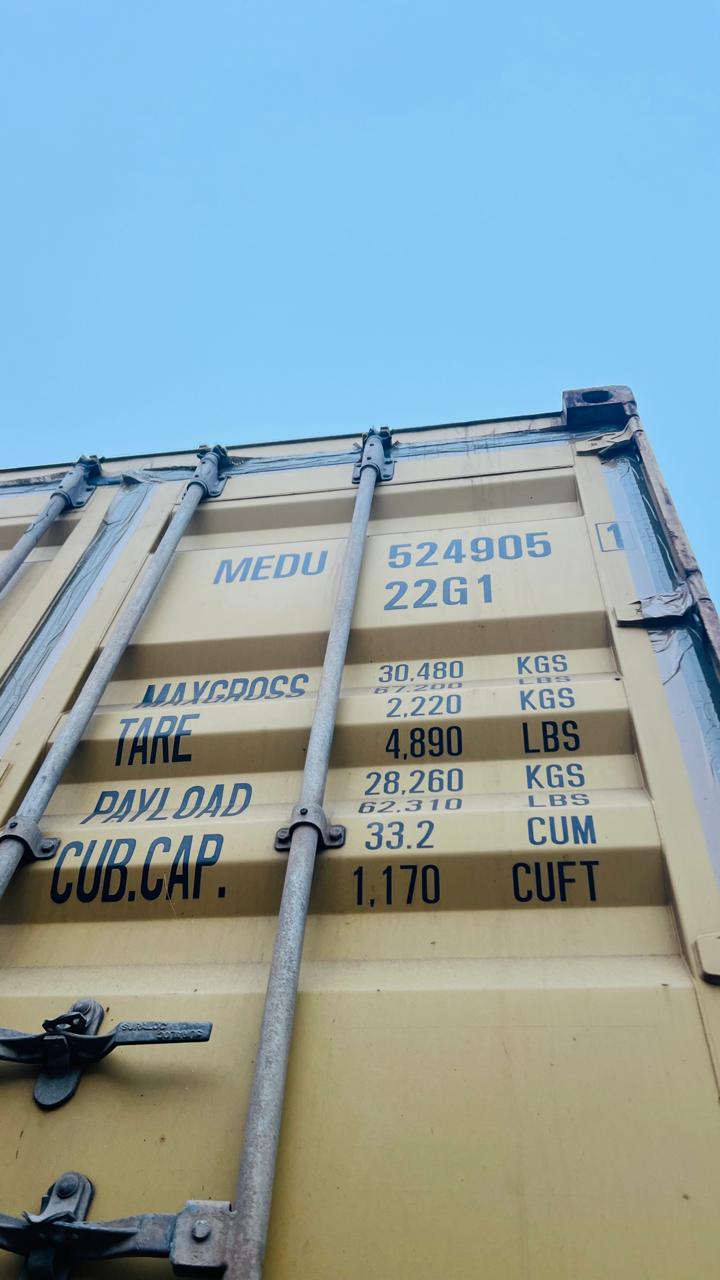 MEDU 524905 1
22G1
MAXGROSS 30,480 KGS
67,200 LBS
TARE 2,220 KGS
4,890 LBS
PAYLOAD 28,260 KGS
62,310 LBS
CUB.CAP. 33.2 CUM
1,170 CUFT